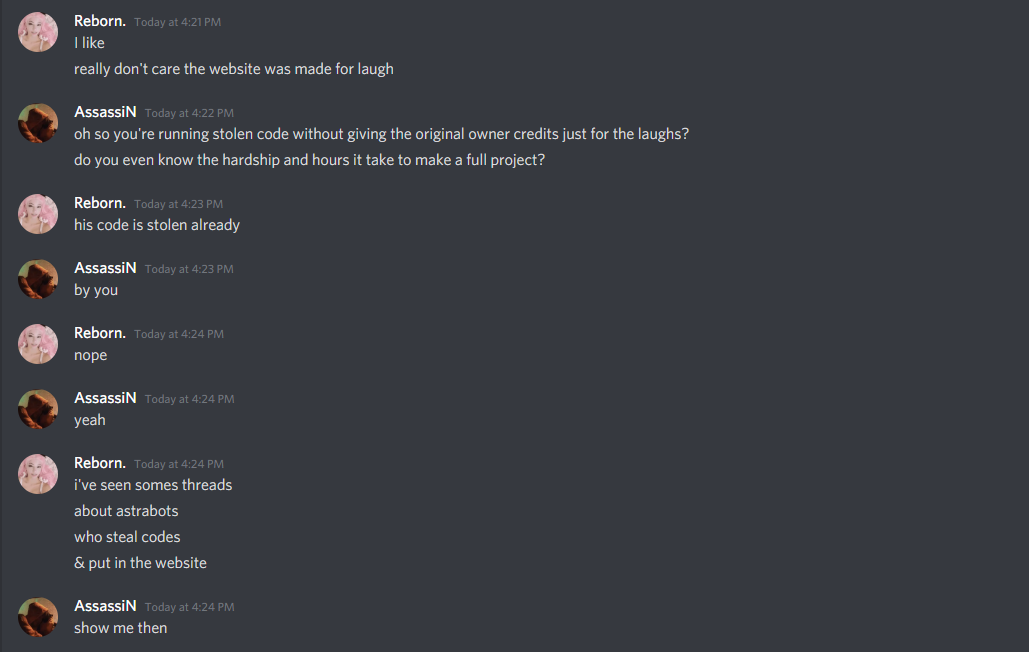 Reborn. Today at 4:21 PM
I like
really don't care the website was made for laugh
AssassiN Today at 4:22 PM
oh so you're running stolen code without giving the original owner credits just for the laughs?
do you even know the hardship and hours it take to make a full project?
Reborn. Today at 4:23 PM
his code is stolen already
AssassiN Today at 4:23 PM
by you
Reborn. Today at 4:24 PM
nope
AssassiN Today at 4:24 PM
yeah
Reborn. Today at 4:24 PM
i've seen somes threads
about astrabots
who steal codes
& put in the website
AssassiN Today at 4:24 PM
show me then